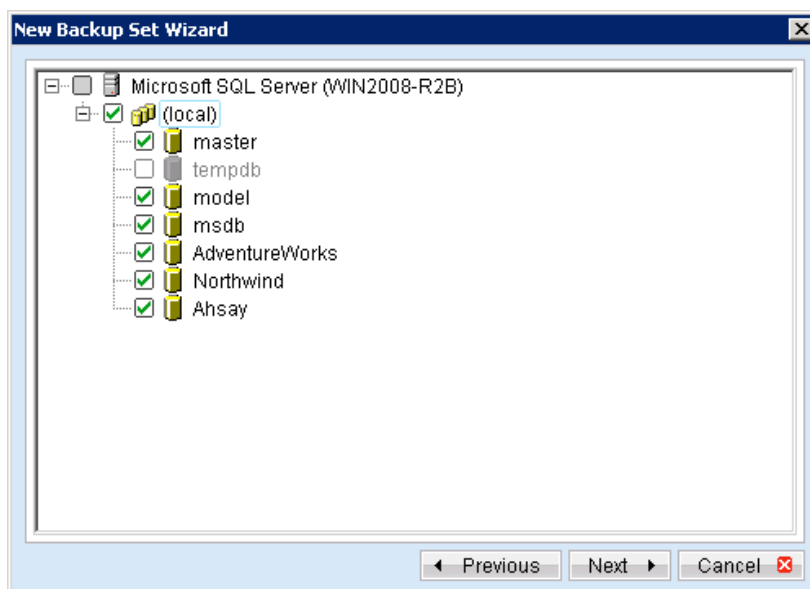 New Backup Set Wizard
Microsoft SQL Server (WIN2008-R2B)
(local)
master
tempdb
model
msdb
AdventureWorks
Northwind
Ahsay
Previous
Next
Cancel